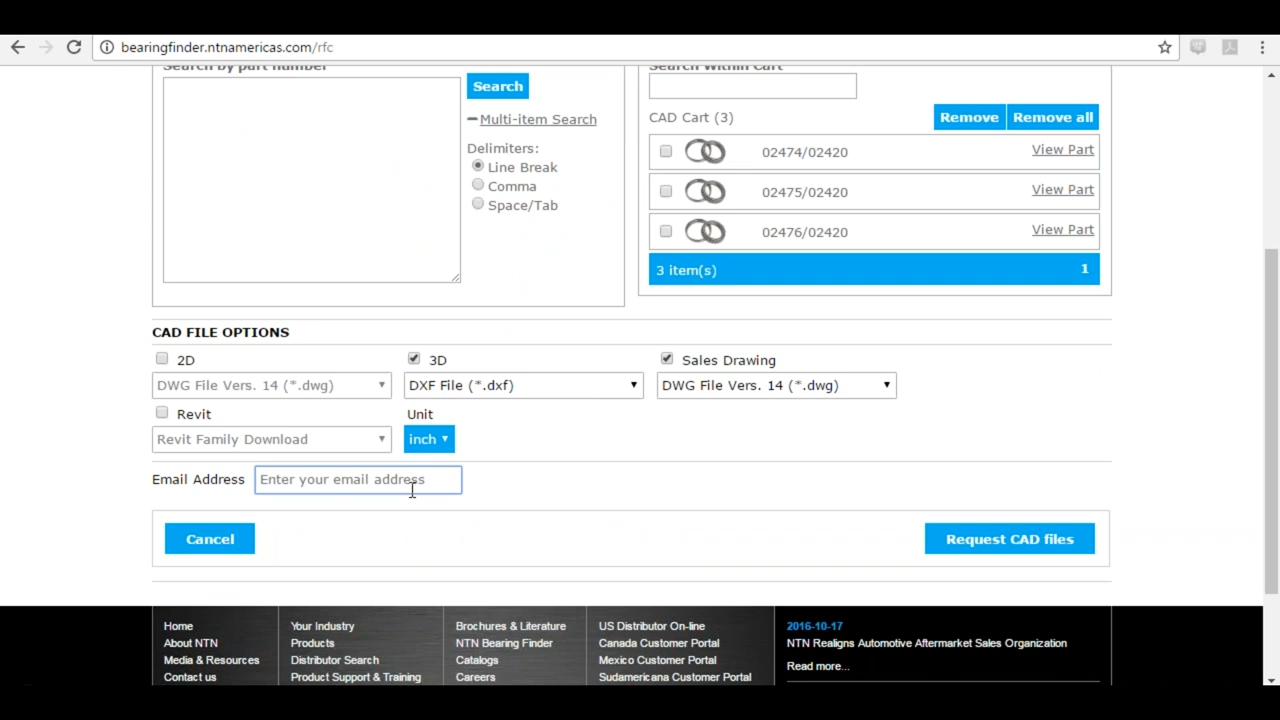 bearingfinder.ntnamericas.com/rfc
Search by part number
Search
Multi-item Search
Delimiters:
Line Break
Comma
Space/Tab
Search Within Cart
CAD Cart (3)
Remove
Remove all
02474/02420
View Part
02475/02420
View Part
02476/02420
View Part
3 item(s)
1
CAD FILE OPTIONS
2D
3D
Sales Drawing
DWG File Vers. 14 (*.dwg)
DXF File (*.dxf)
DWG File Vers. 14 (*.dwg)
Revit
Unit
Revit Family Download
inch
Email Address
Enter your email address
Cancel
Request CAD files
Home
About NTN
Media & Resources
Contact us
Your Industry
Products
Distributor Search
Product Support & Training
Brochures & Literature
NTN Bearing Finder
Catalogs
Careers
US Distributor On-line
Canada Customer Portal
Mexico Customer Portal
Sudamericana Customer Portal
2016-10-17
NTN Realigns Automotive Aftermarket Sales Organization
Read more...